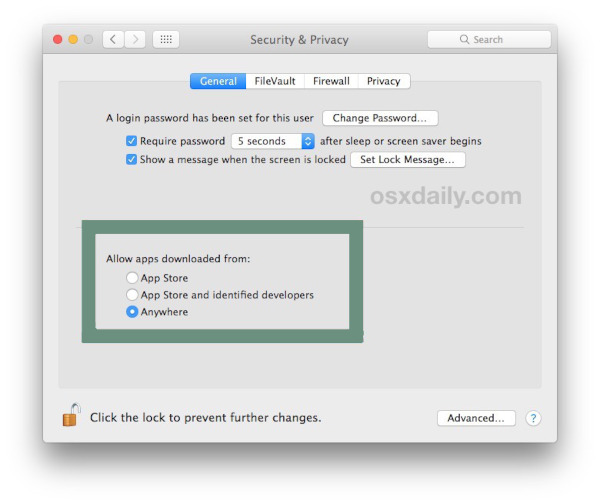 Security & Privacy
Search
General FileVault Firewall Privacy
A login password has been set for this user Change Password...
Require password 5 seconds after sleep or screen saver begins
Show a message when the screen is locked Set Lock Message...
osxdaily.com
Allow apps downloaded from:
App Store
App Store and identified developers
Anywhere
Click the lock to prevent further changes. Advanced... ?